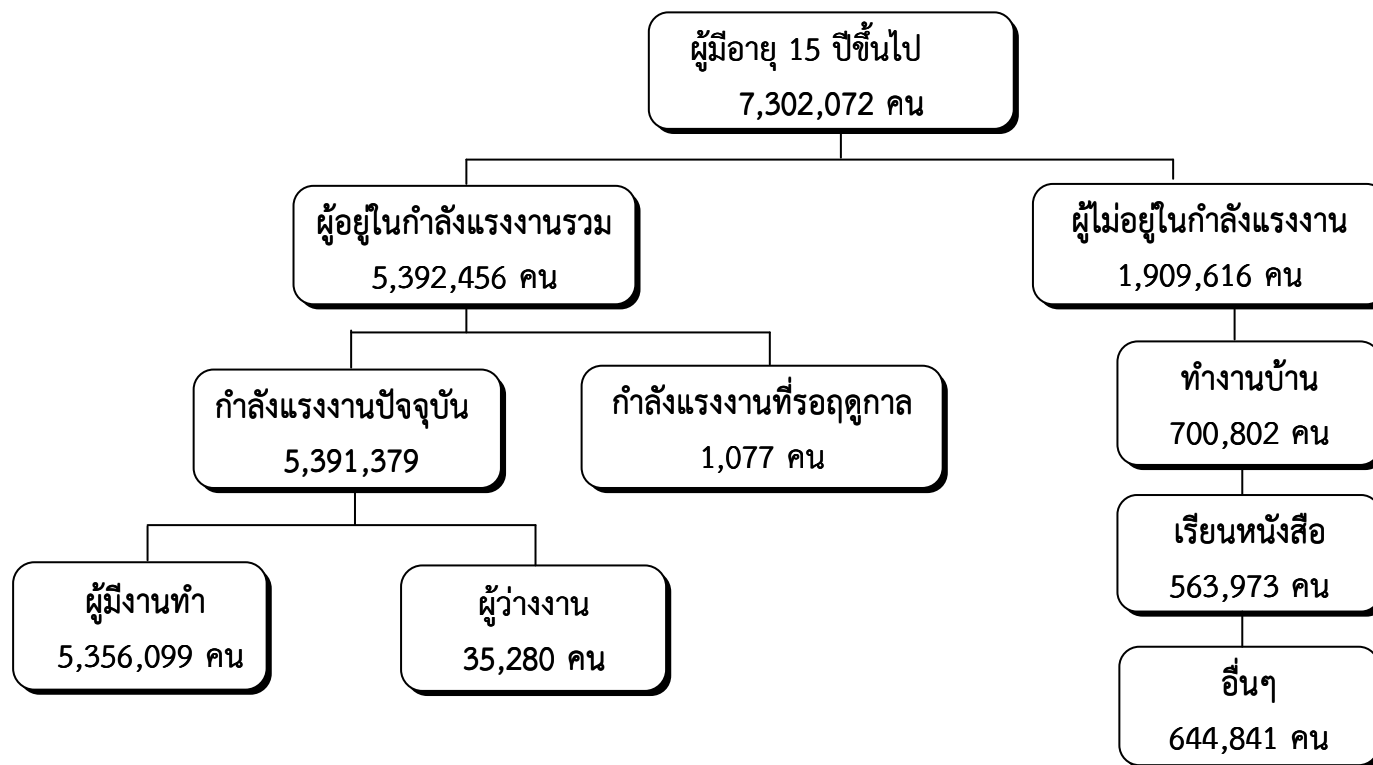 ผู้มีอายุ 15 ปีขึ้นไป
7,302,072 คน
ผู้อยู่ในกำลังแรงงานรวม
5,392,456 คน
ผู้ไม่อยู่ในกำลังแรงงาน
1,909,616 คน
กำลังแรงงานปัจจุบัน
5,391,379
กำลังแรงงานที่รอฤดูกาล
1,077 คน
ทำงานบ้าน
700,802 คน
เรียนหนังสือ
563,973 คน
ผู้มีงานทำ
5,356,099 คน
ผู้ว่างงาน
35,280 คน
อื่นๆ
644,841 คน